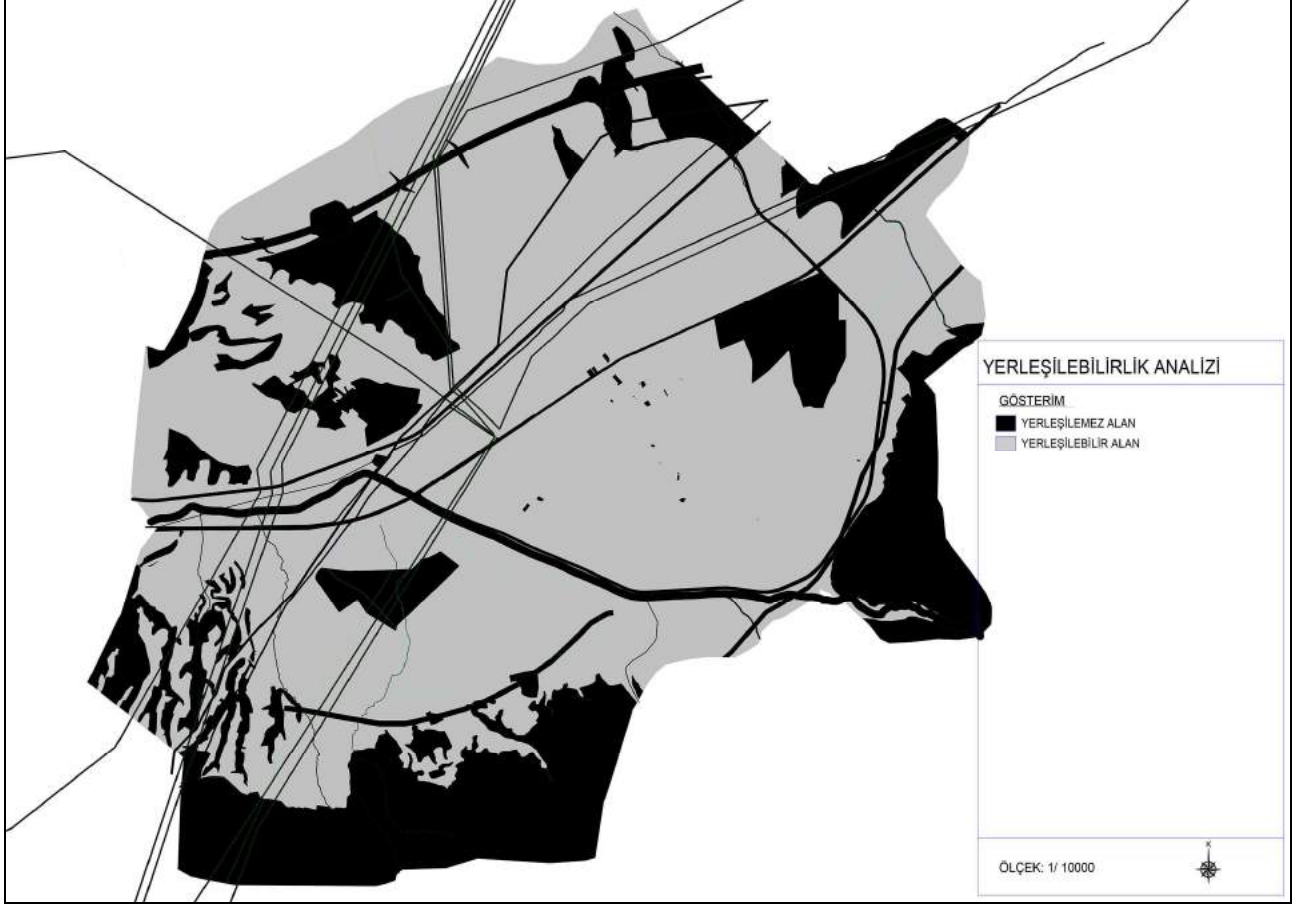 YERLEŞİLEBİLİRLİK ANALİZİ
GÖSTERİM
YERLEŞİLEMEZ ALAN
YERLEŞİLEBİLİR ALAN
ÖLÇEK: 1/ 10000
K